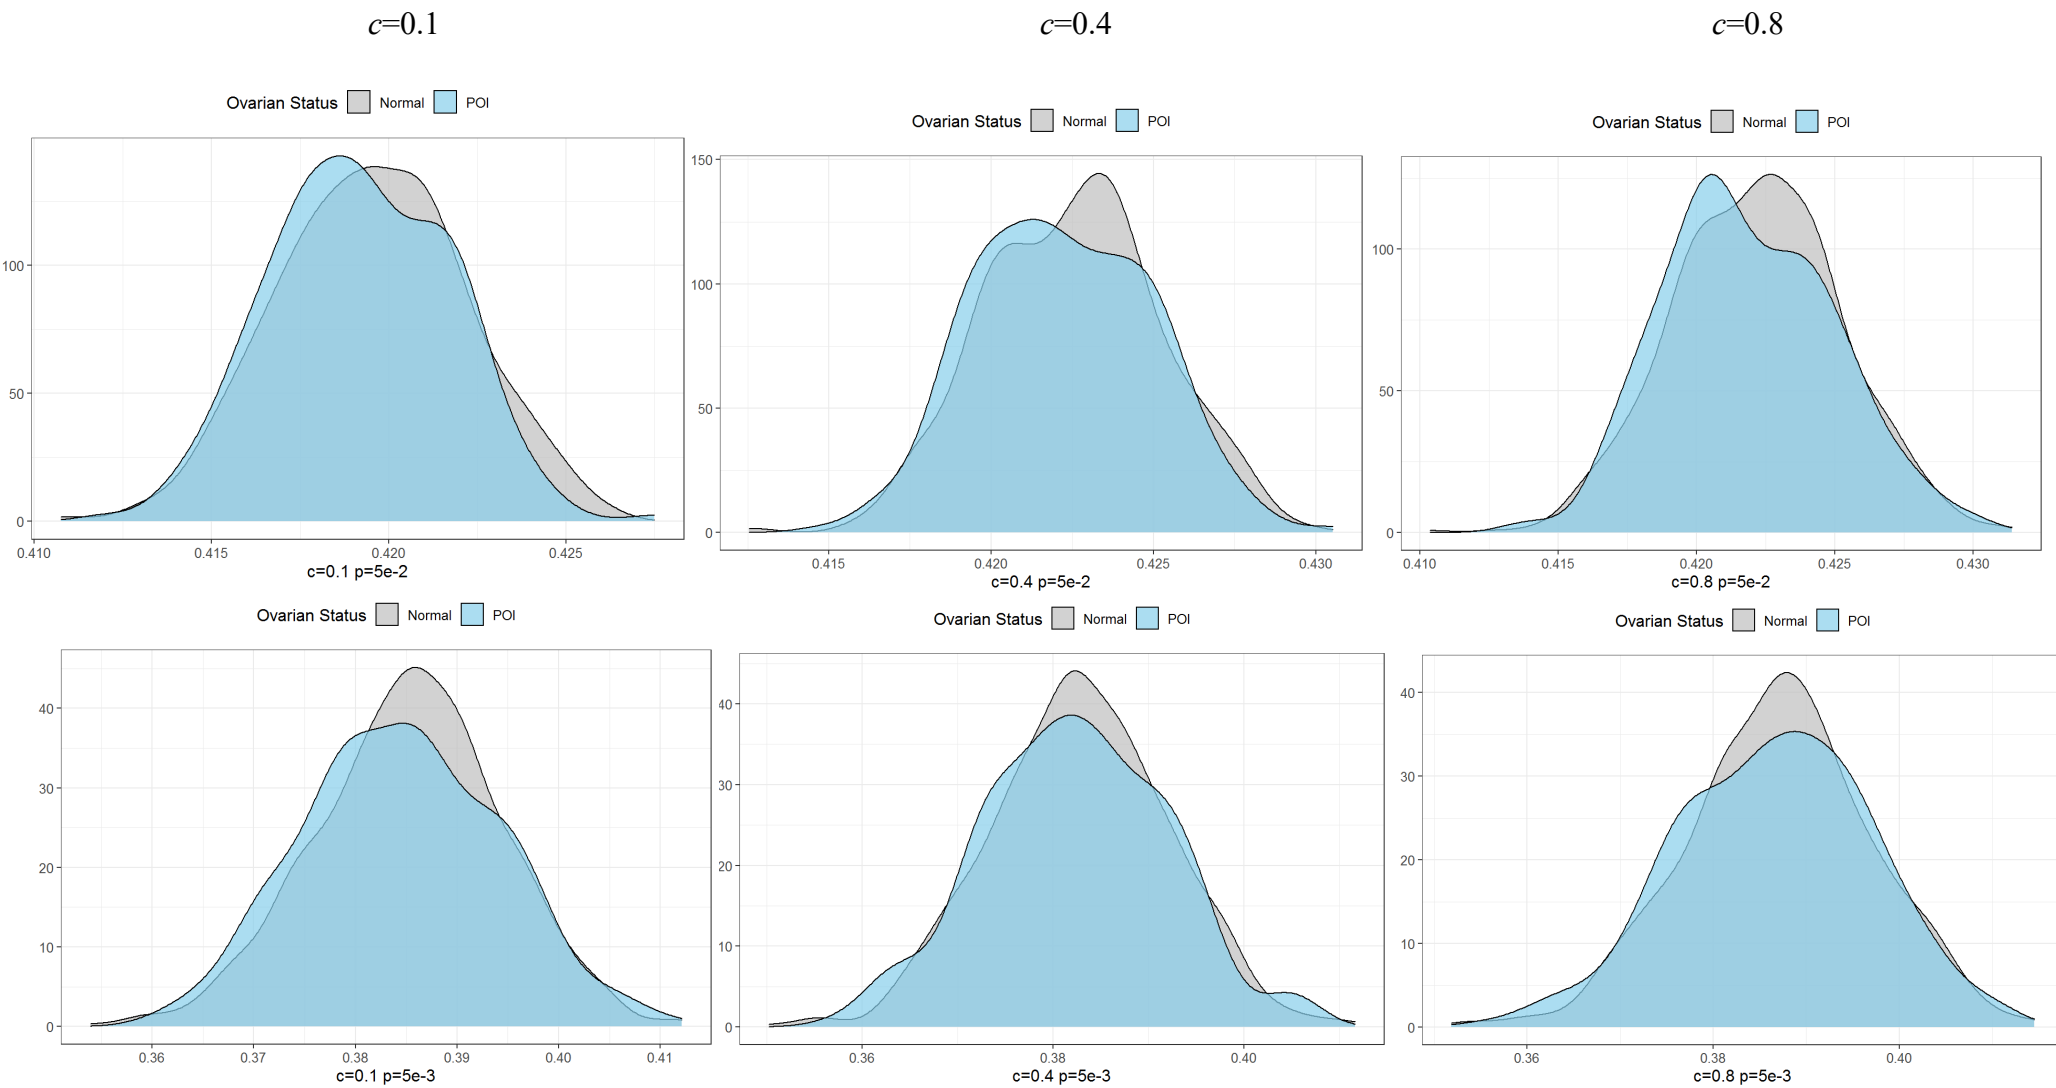 c=0.1 c=0.4 c=0.8
Ovarian Status Normal POI
100
50
0
0.410 0.415 0.420 0.425
c=0.1 p=5e-2
Ovarian Status Normal POI
150
100
50
0
0.415 0.420 0.425 0.430
c=0.4 p=5e-2
Ovarian Status Normal POI
100
50
0
0.410 0.415 0.420 0.425 0.430
c=0.8 p=5e-2
Ovarian Status Normal POI
40
30
20
10
0
0.36 0.37 0.38 0.39 0.40 0.41
c=0.1 p=5e-3
Ovarian Status Normal POI
40
30
20
10
0
0.36 0.38 0.40
c=0.4 p=5e-3
Ovarian Status Normal POI
40
30
20
10
0
0.36 0.38 0.40
c=0.8 p=5e-3